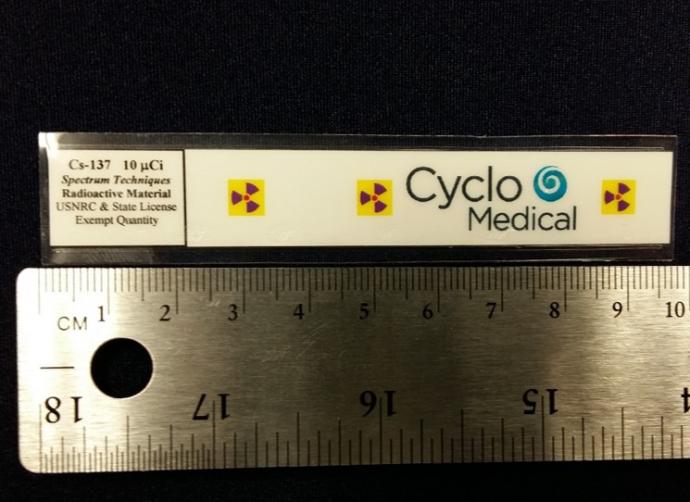 Cs-137 10 µCi
Spectrum Techniques
Radioactive Material
USNRC & State License
Exempt Quantity
Cyclo
Medical
CM 1 2 3 4 5 6 7 8 9 10
18 17 16 15 4